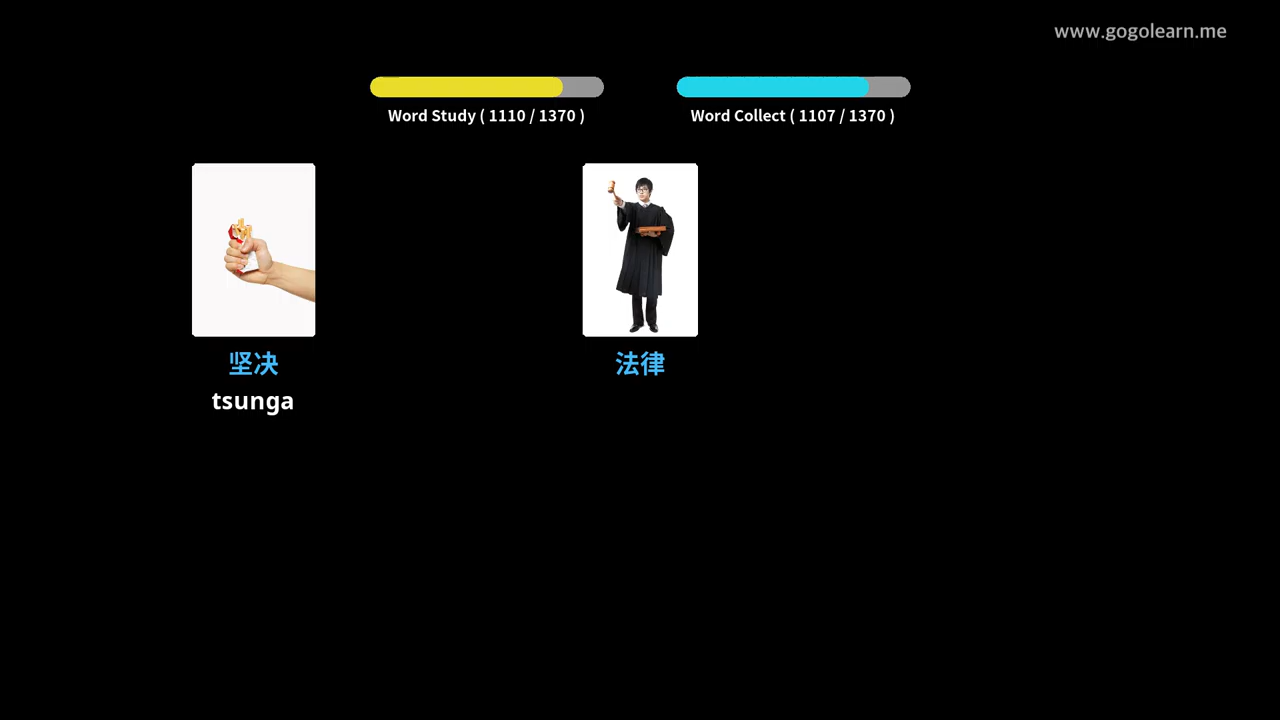 www.gogolearn.me
Word Study ( 1110 / 1370 )
Word Collect ( 1107 / 1370 )
坚决
tsunga
法律